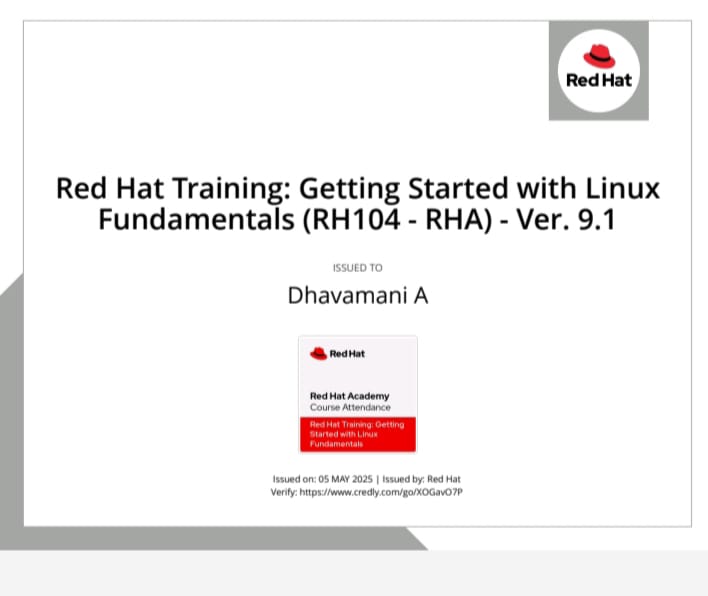 Red Hat
Red Hat Training: Getting Started with Linux
Fundamentals (RH104 - RHA) - Ver. 9.1
ISSUED TO
Dhavamani A
Red Hat
Red Hat Academy
Course Attendance
Red Hat Training: Getting
Started with Linux
Fundamentals
Issued on: 05 MAY 2025 | Issued by: Red Hat
Verify: https://www.credly.com/go/XOGavO7P